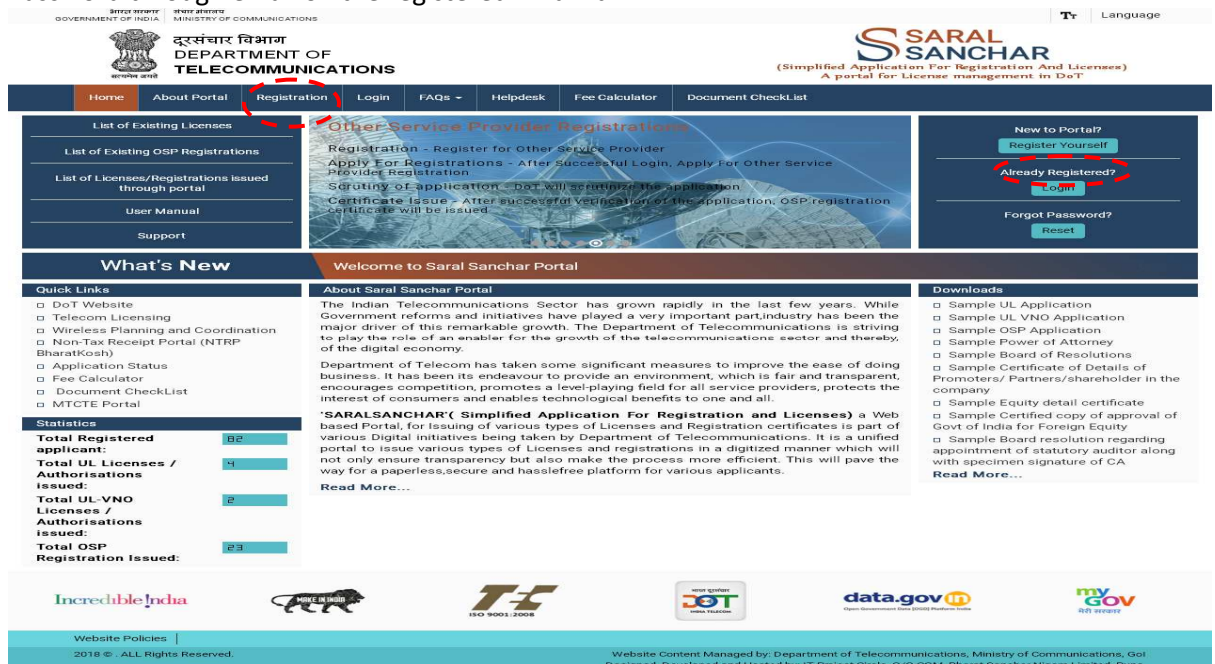 भारत सरकार संचार मंत्रालय
GOVERNMENT OF INDIA MINISTRY OF COMMUNICATIONS
TT Language
सत्यमेव जयते
दूरसंचार विभाग
DEPARTMENT OF
TELECOMMUNICATIONS
SARAL
SANCHAR
(Simplified Application For Registration And Licenses)
A portal for License management in DoT
Home About Portal Registration Login FAQs Helpdesk Fee Calculator Document CheckList
List of Existing Licenses
List of Existing OSP Registrations
List of Licenses/Registrations issued
through portal
User Manual
Support
Other Service Provider Registrations
Registration - Register for Other Service Provider
Apply For Registrations - After Successful Login, Apply For Other Service
Provider Registration
Scrutiny of application - DoT will scrutinize the application
Certificate Issue - After successful verification of the application, OSP registration
certificate will be issued
New to Portal?
Register Yourself
Already Registered?
Login
Forgot Password?
Reset
What's New
Welcome to Saral Sanchar Portal
Quick Links
DoT Website
Telecom Licensing
Wireless Planning and Coordination
Non-Tax Receipt Portal (NTRP
BharatKosh)
Application Status
Fee Calculator
Document CheckList
MTCTE Portal
Statistics
Total Registered 82
applicant:
Total UL Licenses / 4
Authorisations
issued:
Total UL-VNO 2
Licenses /
Authorisations
issued:
Total OSP 23
Registration Issued:
About Saral Sanchar Portal
The Indian Telecommunications Sector has grown rapidly in the last few years. While
Government reforms and initiatives have played a very important part,industry has been the
major driver of this remarkable growth. The Department of Telecommunications is striving
to play the role of an enabler for the growth of the telecommunications sector and thereby,
of the digital economy.
Department of Telecom has taken some significant measures to improve the ease of doing
business. It has been its endeavour to provide an environment, which is fair and transparent,
encourages competition, promotes a level-playing field for all service providers, protects the
interest of consumers and enables technological benefits to one and all.
'SARALSANCHAR'( Simplified Application For Registration and Licenses) a Web
based Portal, for Issuing of various types of Licenses and Registration certificates is part of
various Digital initiatives being taken by Department of Telecommunications. It is a unified
portal to issue various types of Licenses and registrations in a digitized manner which will
not only ensure transparency but also make the process more efficient. This will pave the
way for a paperless,secure and hasslefree platform for various applicants.
Read More...
Downloads
Sample UL Application
Sample UL VNO Application
Sample OSP Application
Sample Power of Attorney
Sample Board of Resolutions
Sample Certificate of Details of
Promoters/ Partners/shareholder in the
company
Sample Equity detail certificate
Sample Certified copy of approval of
Govt of India for Foreign Equity
Sample Board resolution regarding
appointment of statutory auditor along
with specimen signature of CA
Read More...
Incredible !ndia
MAKE IN INDIA
ISO 9001:2008
भारत दूरसंचार
DOT
INDIA TELECOM
data.gov in
Open Government Data (OGD) Platform India
my
GOV
मेरी सरकार
Website Policies |
2018 © . ALL Rights Reserved.
Website Content Managed by: Department of Telecommunications, Ministry of Communications, GoI